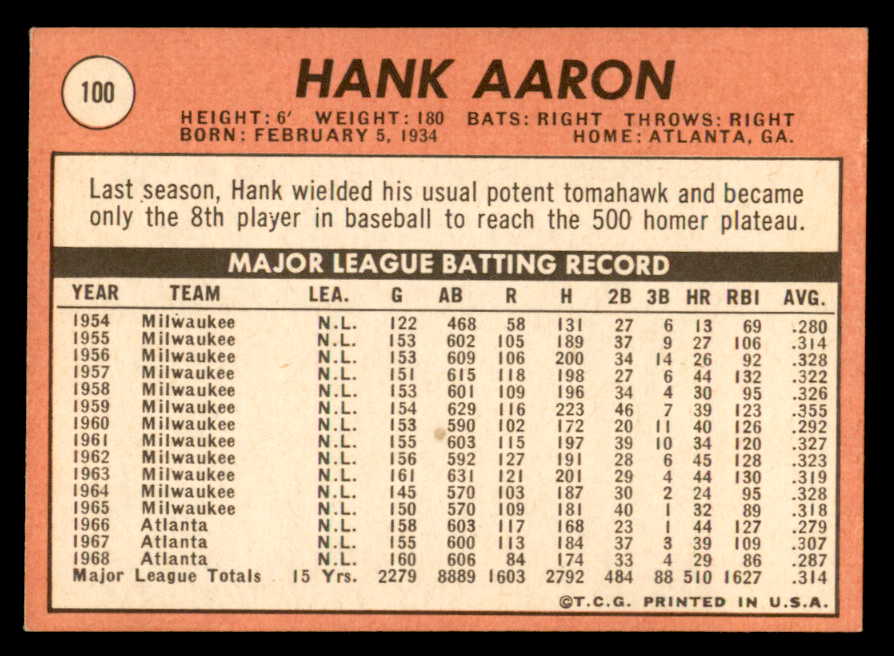 100
HANK AARON
HEIGHT: 6' WEIGHT: 180 BATS: RIGHT THROWS: RIGHT
BORN: FEBRUARY 5, 1934 HOME: ATLANTA, GA.
Last season, Hank wielded his usual potent tomahawk and became
only the 8th player in baseball to reach the 500 homer plateau.
MAJOR LEAGUE BATTING RECORD
YEAR TEAM LEA. G AB R H 2B 3B HR RBI AVG.
1954 Milwaukee N.L. 122 468 58 131 27 6 13 69 .280
1955 Milwaukee N.L. 153 602 105 189 37 9 27 106 .314
1956 Milwaukee N.L. 153 609 106 200 34 14 26 92 .328
1957 Milwaukee N.L. 151 615 118 198 27 6 44 132 .322
1958 Milwaukee N.L. 153 601 109 196 34 4 30 95 .326
1959 Milwaukee N.L. 154 629 116 223 46 7 39 123 .355
1960 Milwaukee N.L. 153 590 102 172 20 11 40 126 .292
1961 Milwaukee N.L. 155 603 115 197 39 10 34 120 .327
1962 Milwaukee N.L. 156 592 127 191 28 6 45 128 .323
1963 Milwaukee N.L. 161 631 121 201 29 4 44 130 .319
1964 Milwaukee N.L. 145 570 103 187 30 2 24 95 .328
1965 Milwaukee N.L. 150 570 109 181 40 1 32 89 .318
1966 Atlanta N.L. 158 603 117 168 23 1 44 127 .279
1967 Atlanta N.L. 155 600 113 184 37 3 39 109 .307
1968 Atlanta N.L. 160 606 84 174 33 4 29 86 .287
Major League Totals 15 Yrs. 2279 8889 1603 2792 484 88 510 1627 .314
©T.C.G. PRINTED IN U.S.A.